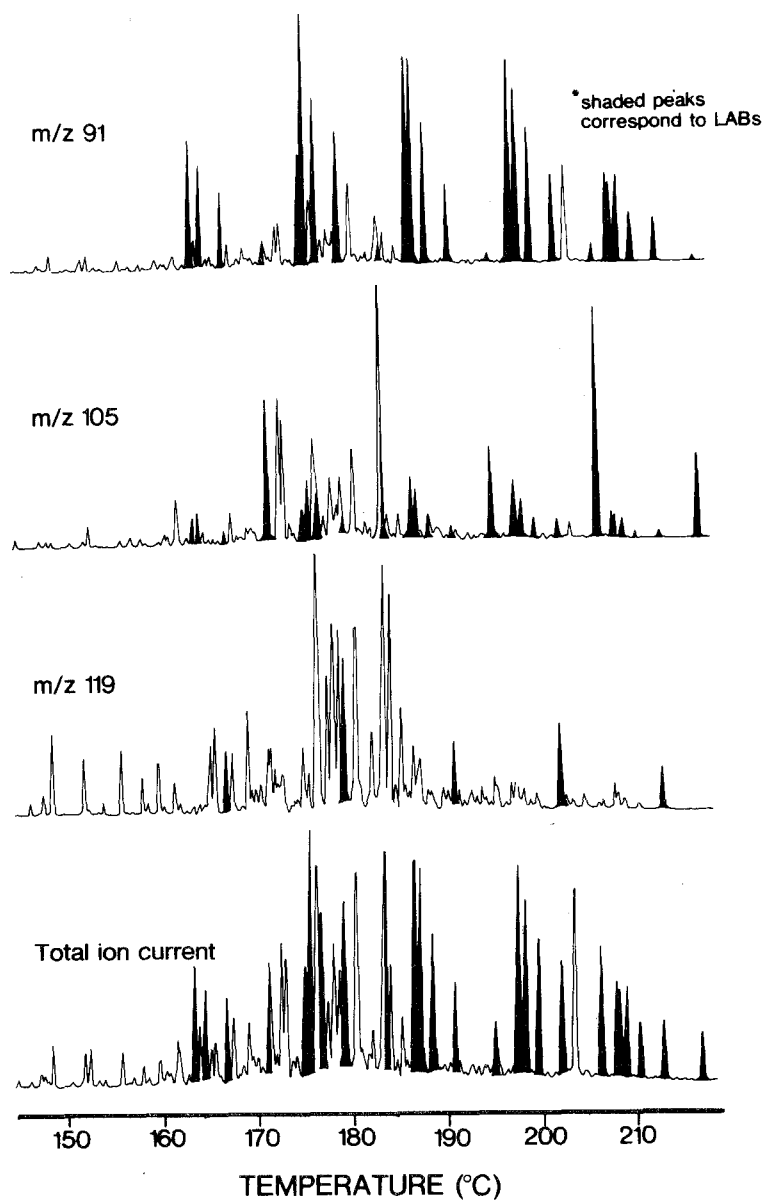 m/z 91
*shaded peaks
correspond to LABs
m/z 105
m/z 119
Total ion current
150 160 170 180 190 200 210
TEMPERATURE (°C)